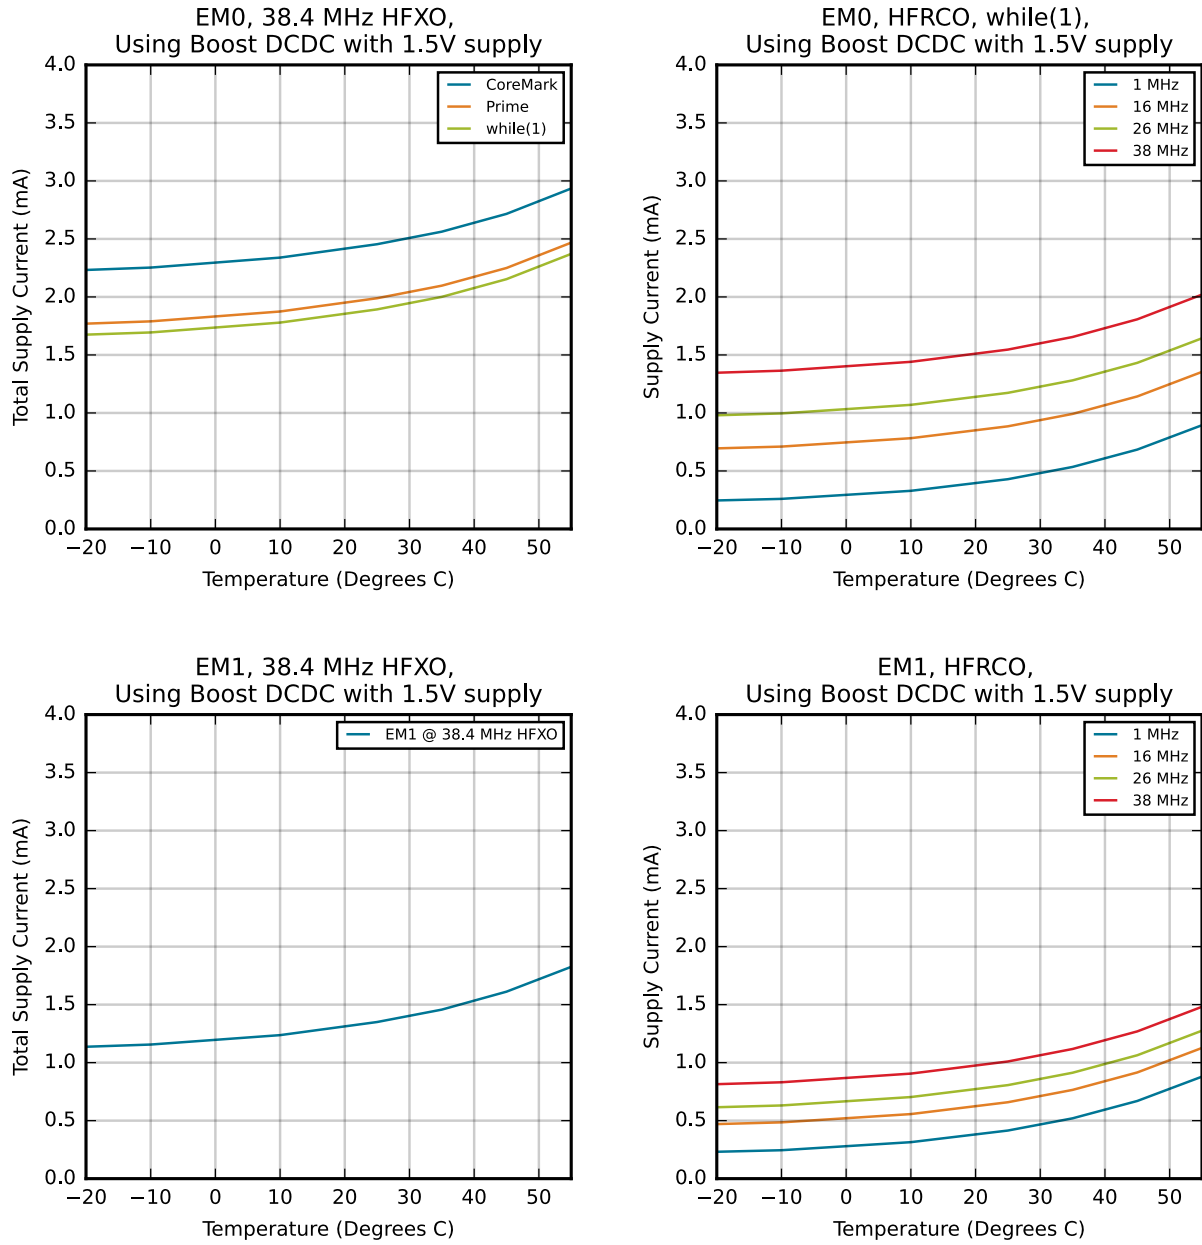 EM0, 38.4 MHz HFXO,
Using Boost DCDC with 1.5V supply
4.0
3.5
3.0
2.5
2.0
1.5
1.0
0.5
0.0
Total Supply Current (mA)
CoreMark
Prime
while(1)
−20 −10 0 10 20 30 40 50
Temperature (Degrees C)
EM0, HFRCO, while(1),
Using Boost DCDC with 1.5V supply
4.0
3.5
3.0
2.5
2.0
1.5
1.0
0.5
0.0
Supply Current (mA)
1 MHz
16 MHz
26 MHz
38 MHz
−20 −10 0 10 20 30 40 50
Temperature (Degrees C)
EM1, 38.4 MHz HFXO,
Using Boost DCDC with 1.5V supply
4.0
3.5
3.0
2.5
2.0
1.5
1.0
0.5
0.0
Total Supply Current (mA)
EM1 @ 38.4 MHz HFXO
−20 −10 0 10 20 30 40 50
Temperature (Degrees C)
EM1, HFRCO,
Using Boost DCDC with 1.5V supply
4.0
3.5
3.0
2.5
2.0
1.5
1.0
0.5
0.0
Supply Current (mA)
1 MHz
16 MHz
26 MHz
38 MHz
−20 −10 0 10 20 30 40 50
Temperature (Degrees C)